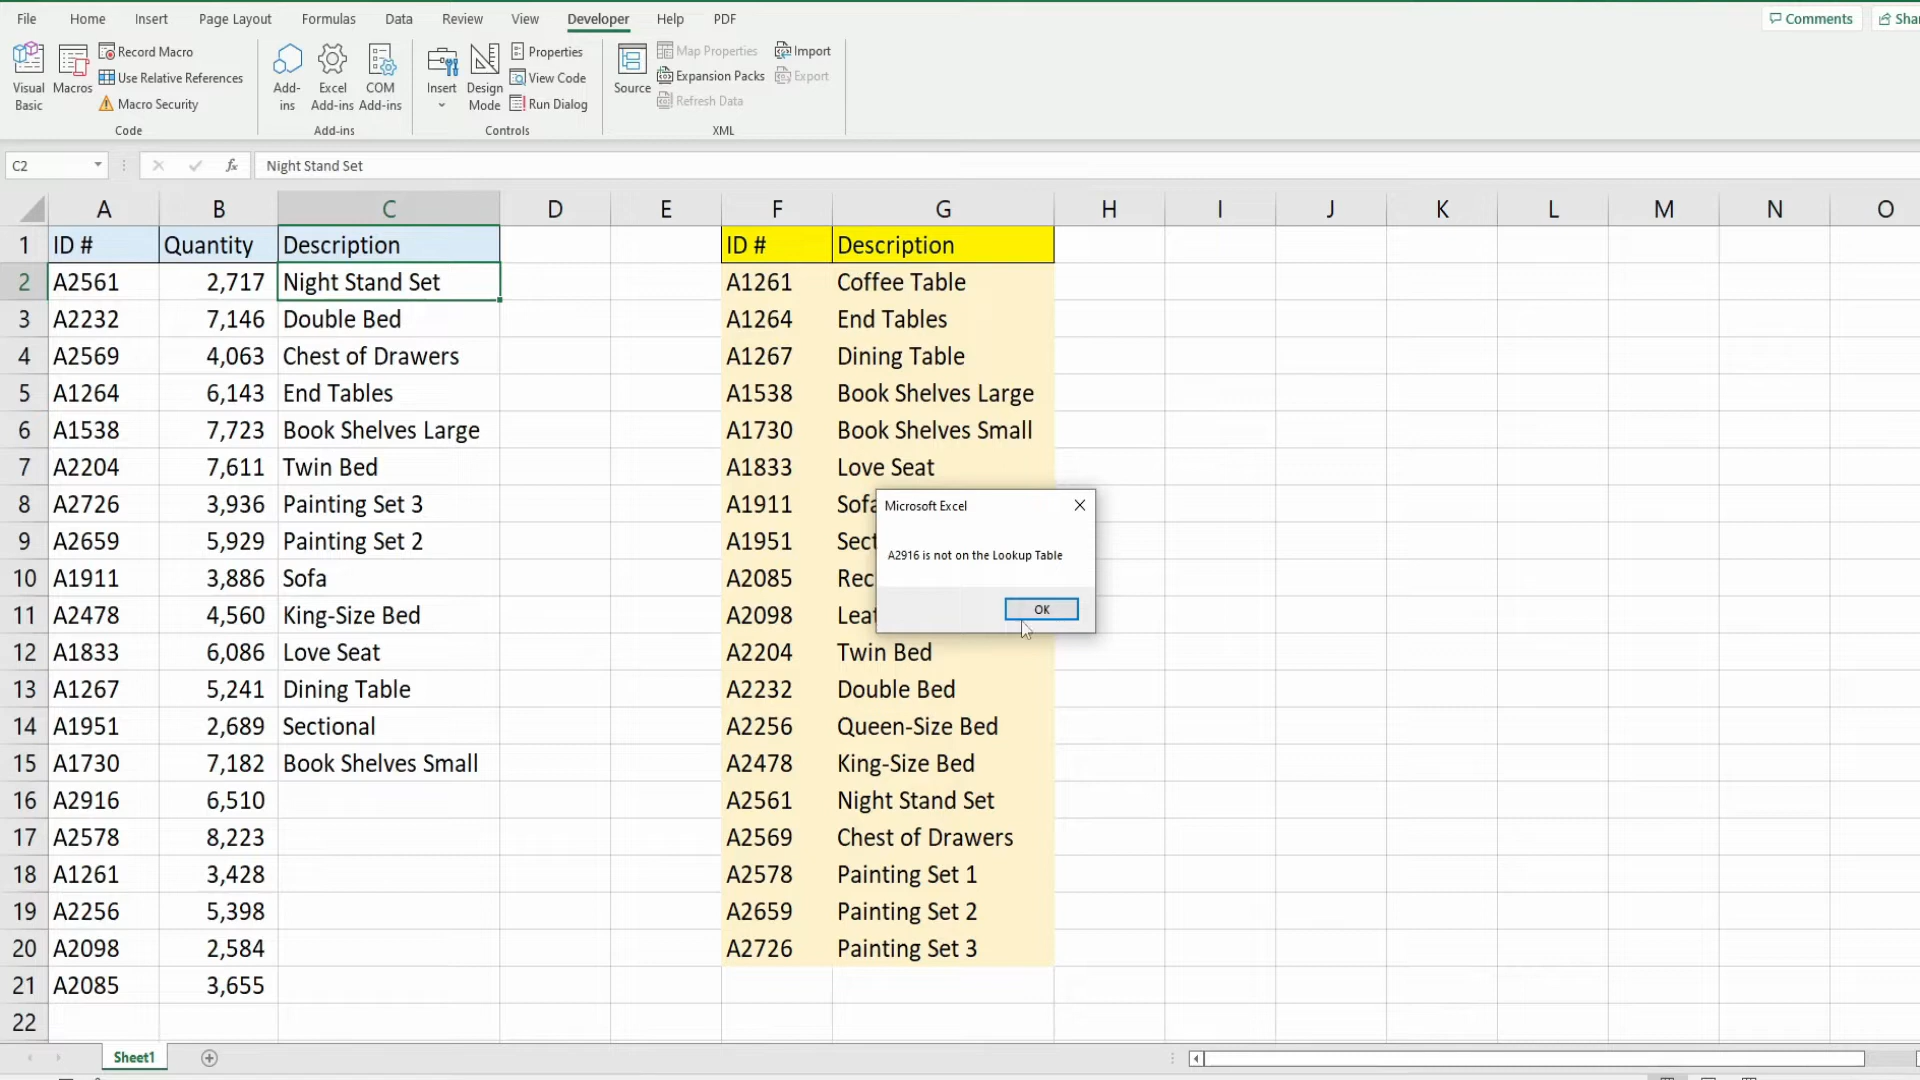 File Home Insert Page Layout Formulas Data Review View Developer Help PDF Comments
Record Macro
Use Relative References
Macro Security
Visual Basic
Macros
Code
Add-ins
Excel Add-ins
COM Add-ins
Add-ins
Insert
Design Mode
Properties
View Code
Run Dialog
Controls
Source
Map Properties
Expansion Packs
Refresh Data
Import
Export
XML
C2 fx Night Stand Set
A B C D E F G H I J K L M N O
1 ID # Quantity Description ID # Description
2 A2561 2,717 Night Stand Set A1261 Coffee Table
3 A2232 7,146 Double Bed A1264 End Tables
4 A2569 4,063 Chest of Drawers A1267 Dining Table
5 A1264 6,143 End Tables A1538 Book Shelves Large
6 A1538 7,723 Book Shelves Large A1730 Book Shelves Small
7 A2204 7,611 Twin Bed A1833 Love Seat
8 A2726 3,936 Painting Set 3 A1911
9 A2659 5,929 Painting Set 2 A1951
10 A1911 3,886 Sofa A2085
11 A2478 4,560 King-Size Bed A2098
12 A1833 6,086 Love Seat A2204 Twin Bed
13 A1267 5,241 Dining Table A2232 Double Bed
14 A1951 2,689 Sectional A2256 Queen-Size Bed
15 A1730 7,182 Book Shelves Small A2478 King-Size Bed
16 A2916 6,510 A2561 Night Stand Set
17 A2578 8,223 A2569 Chest of Drawers
18 A1261 3,428 A2578 Painting Set 1
19 A2256 5,398 A2659 Painting Set 2
20 A2098 2,584 A2726 Painting Set 3
21 A2085 3,655
22
Microsoft Excel
A2916 is not on the Lookup Table
OK
Sheet1